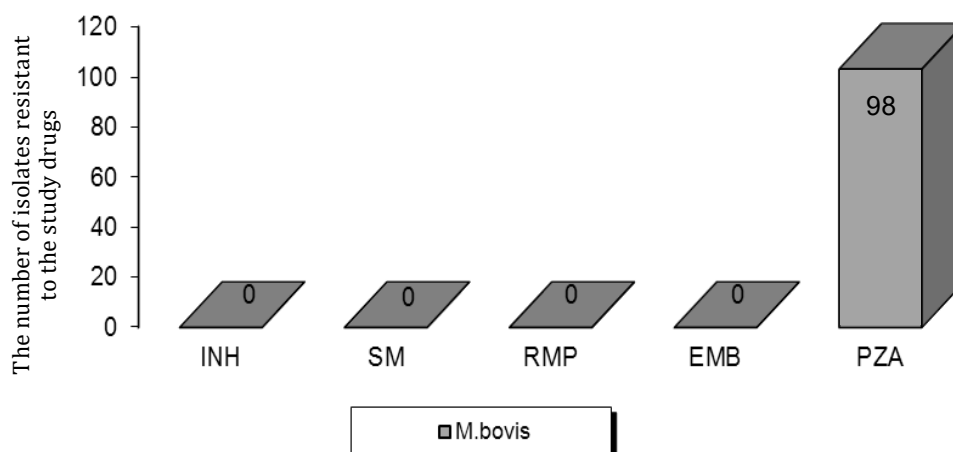 The number of isolates resistant
to the study drugs
120
100
80
60
40
20
0
98
0 0 0 0
INH SM RMP EMB PZA
M.bovis